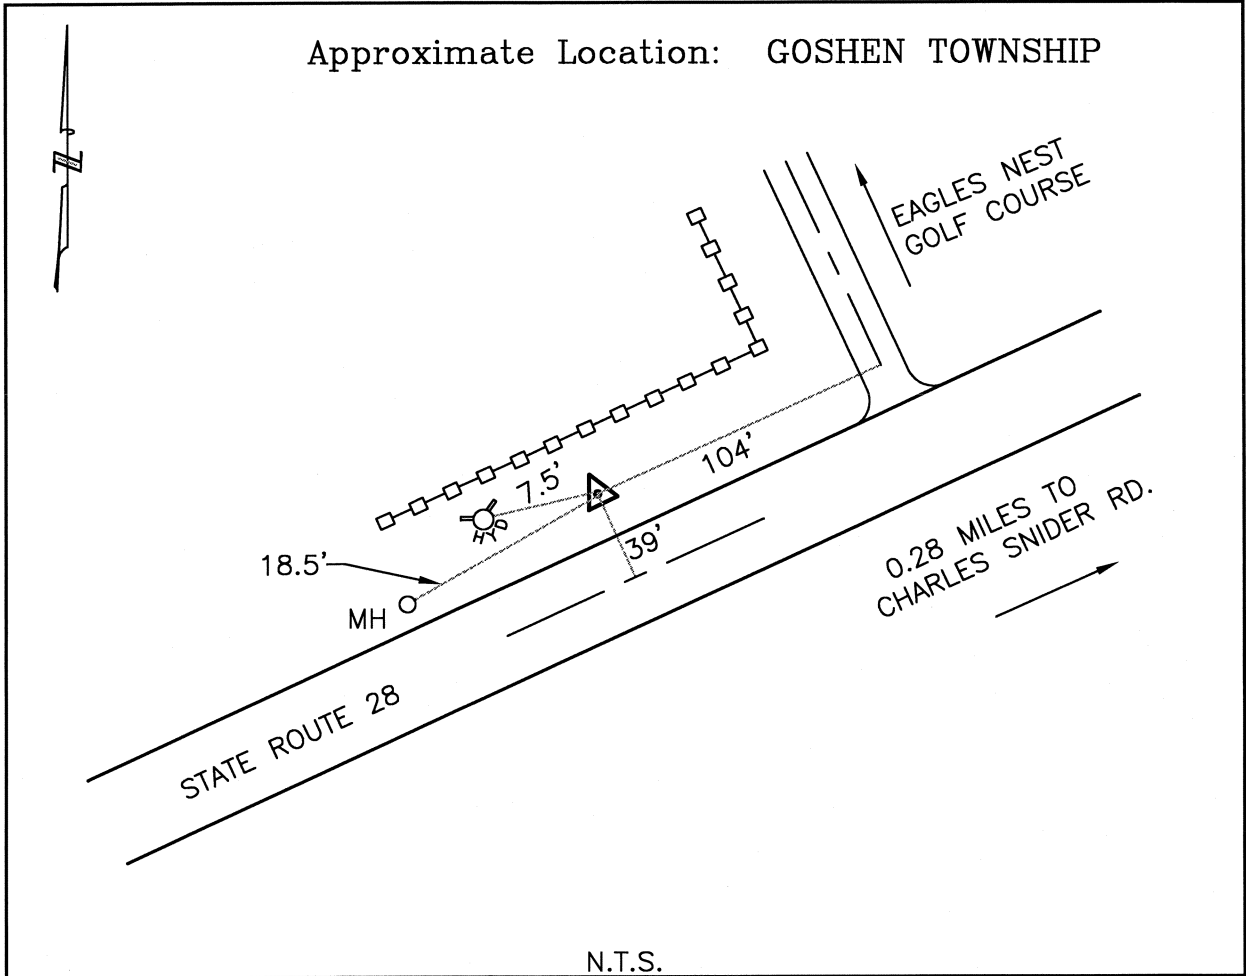 Approximate Location: GOSHEN TOWNSHIP
N
EAGLES NEST
GOLF COURSE
104'
7.5'
HYD
39'
18.5'
MH
0.28 MILES TO
CHARLES SNIDER RD.
STATE ROUTE 28
N.T.S.